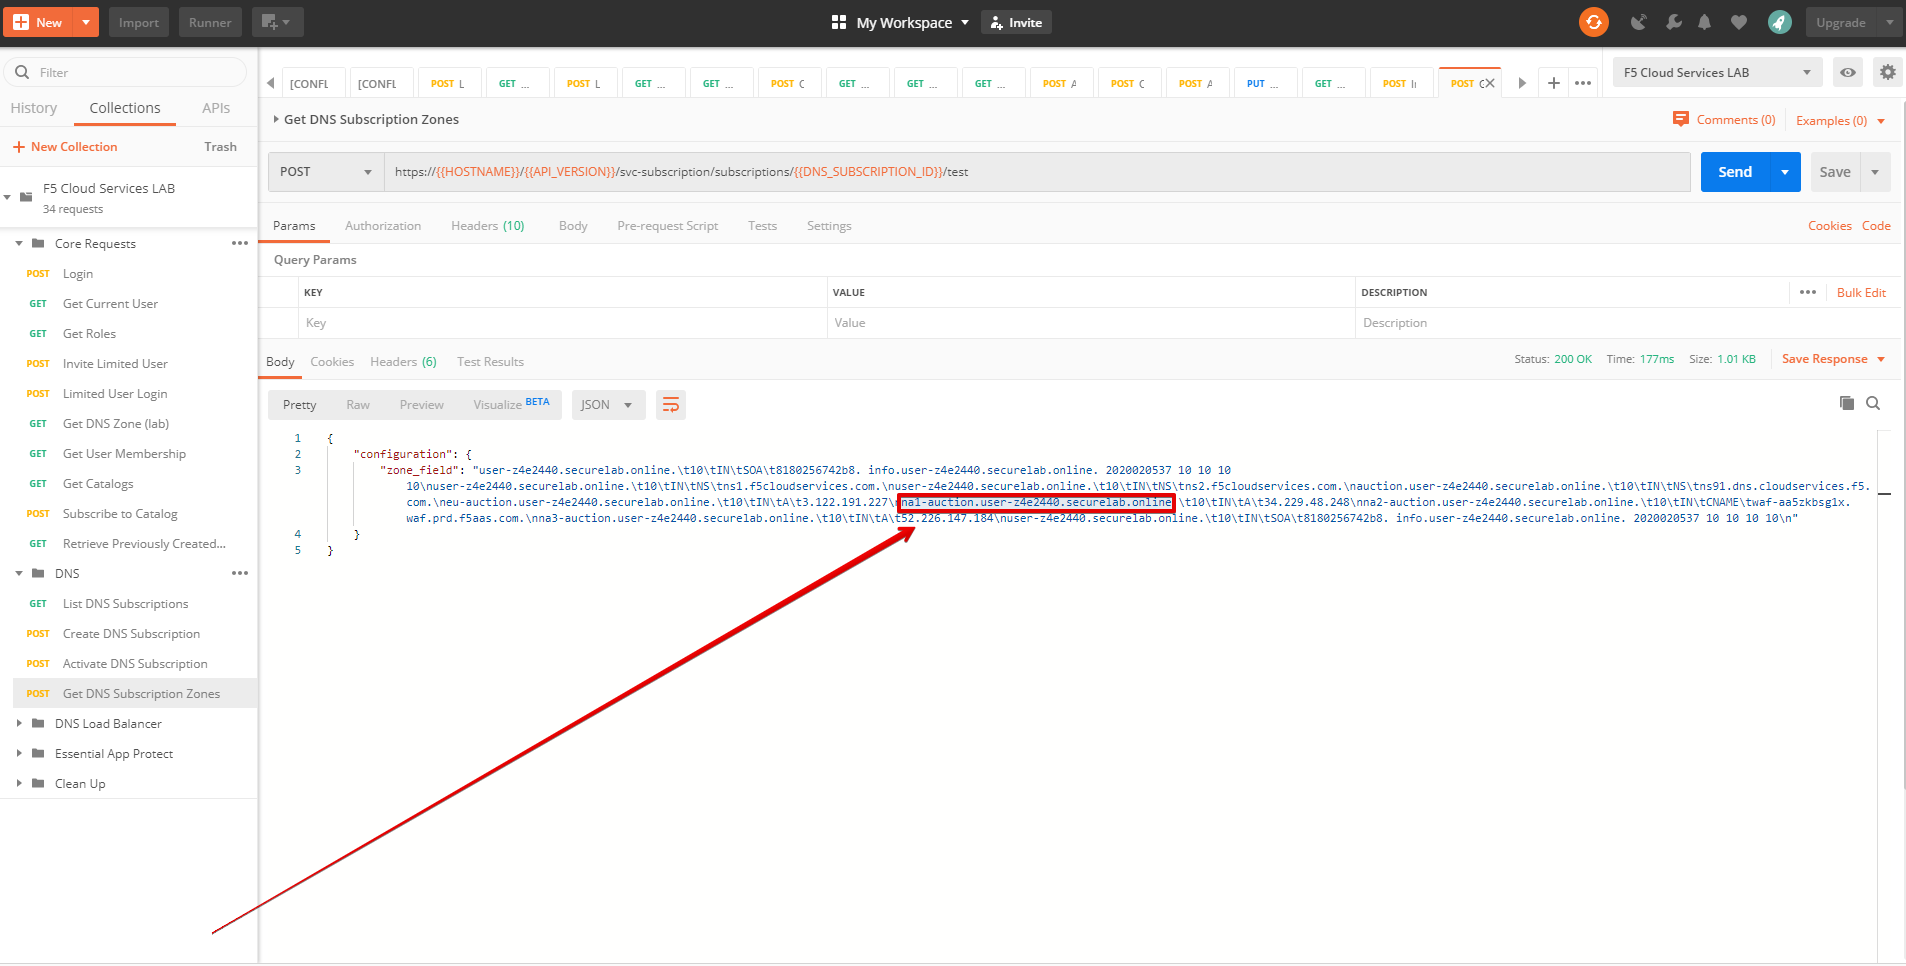 New Import Runner My Workspace Invite Upgrade
Filter
[CONFL [CONFL POST L GET ... POST L GET ... GET ... POST C GET ... GET ... GET ... POST A POST C POST A PUT ... GET ... POST POST ••• F5 Cloud Services LAB
History Collections APIs
Get DNS Subscription Zones Comments (0) Examples (0)
+ New Collection Trash
POST https://{{HOSTNAME}}/{{API_VERSION}}/svc-subscription/subscriptions/{{DNS_SUBSCRIPTION_ID}}/test Send Save
F5 Cloud Services LAB
34 requests
Params Authorization Headers (10) Body Pre-request Script Tests Settings Cookies Code
Core Requests •••
Query Params
POST Login
KEY VALUE DESCRIPTION ••• Bulk Edit
GET Get Current User
Key Value Description
GET Get Roles
POST Invite Limited User
Body Cookies Headers (6) Test Results Status: 200 OK Time: 177ms Size: 1.01 KB Save Response
POST Limited User Login
Pretty Raw Preview Visualize BETA JSON
GET Get DNS Zone (lab)
1 {
GET Get User Membership
2 "configuration": {
3 "zone_field": "user-z4e2440.securelab.online.\t10\tIN\tSOA\t8180256742b8. info.user-z4e2440.securelab.online. 2020020537 10 10 10
10\nuser-z4e2440.securelab.online.\t10\tIN\tNS\tns1.f5cloudservices.com.\nuser-z4e2440.securelab.online.\t10\tIN\tNS\tns2.f5cloudservices.com.\nauction.user-z4e2440.securelab.online.\t10\tIN\tNS\tns91.dns.cloudservices.f5.
com.\neu-auction.user-z4e2440.securelab.online.\t10\tIN\tA\t3.122.191.227\nna1-auction.user-z4e2440.securelab.online.\t10\tIN\tA\t34.229.48.248\nna2-auction.user-z4e2440.securelab.online.\t10\tIN\tCNAME\twaf-aa5zkbsg1x.
waf.prd.f5aas.com.\nna3-auction.user-z4e2440.securelab.online.\t10\tIN\tA\t52.226.147.184\nuser-z4e2440.securelab.online.\t10\tIN\tSOA\t8180256742b8. info.user-z4e2440.securelab.online. 2020020537 10 10 10 10\n"
4 }
5 }
GET Get Catalogs
POST Subscribe to Catalog
GET Retrieve Previously Created...
DNS •••
GET List DNS Subscriptions
POST Create DNS Subscription
POST Activate DNS Subscription
POST Get DNS Subscription Zones
DNS Load Balancer
Essential App Protect
Clean Up